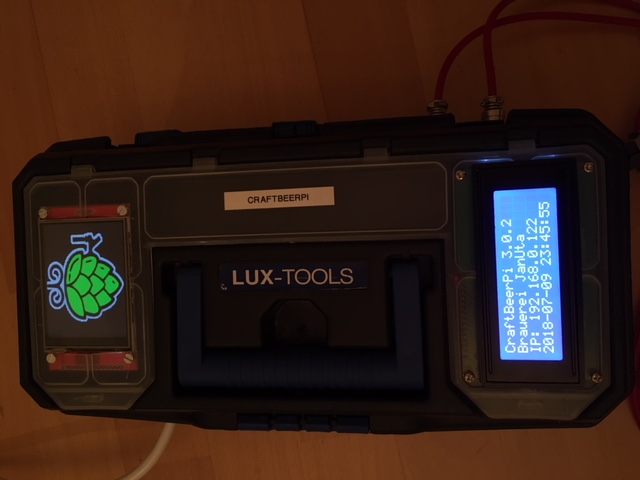 LUX-TOOLS
CRAFTBEERPI
CraftBeerPi 3.0.2
Brauerei JanUta
IP: 192.168.0.122
2018-07-09 23:45:55